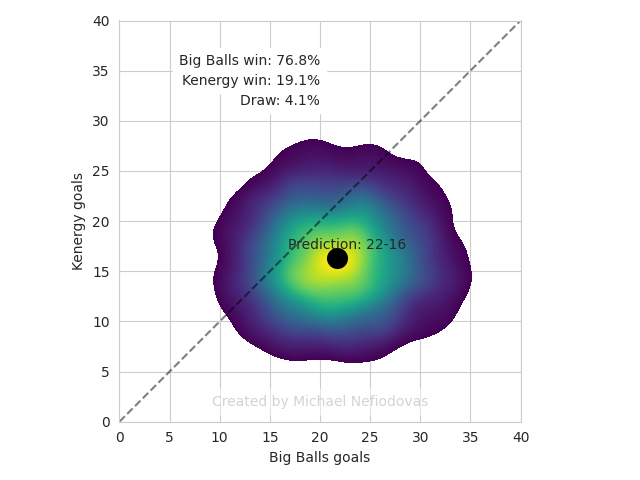 40
35
30
25
20
15
10
5
0
Kenergy goals
Big Balls win: 76.8%
Kenergy win: 19.1%
Draw: 4.1%
Prediction: 22-16
Created by Michael Nefiodovas
0 5 10 15 20 25 30 35 40
Big Balls goals